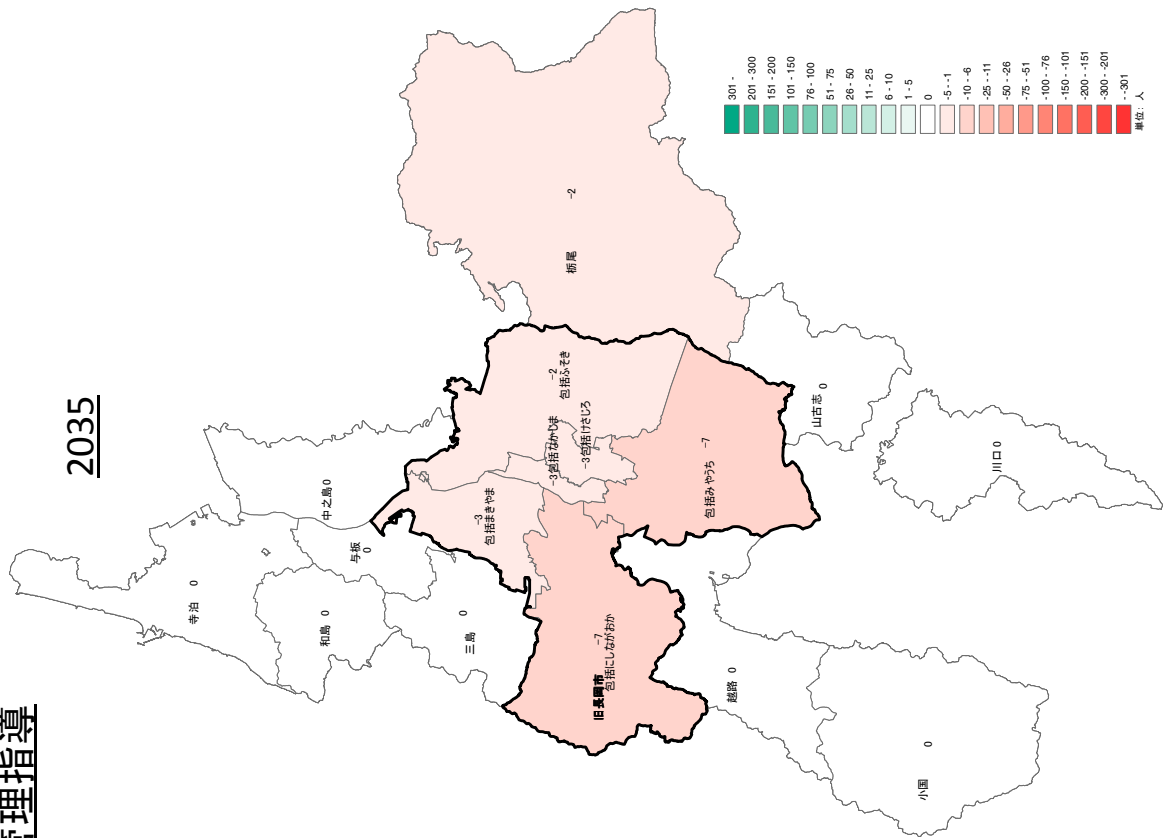 管理指導
2035
寺泊 0
和島 0
中之島 0
与板
0
三島 0
-3
包括まきやま
-3包括なかじま
-2
包括ふそき
-3包括けさじろ
栃尾 -2
旧長岡市
-7
包括にしながおか
包括みやうち -7
山古志 0
川口 0
越路 0
小国 0
301 -
201 - 300
151 - 200
101 - 150
76 - 100
51 - 75
26 - 50
11 - 25
6 - 10
1 - 5
0
-5 - -1
-10 - -6
-25 - -11
-50 - -26
-75 - -51
-100 - -76
-150 - -101
-200 - -151
-300 - -201
- -301
単位: 人